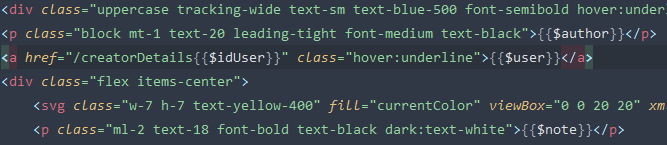 <div class="uppercase tracking-wide text-sm text-blue-500 font-semibold hover:under
<p class="block mt-1 text-20 leading-tight font-medium text-black">{{$author}}</p>
<a href="/creatorDetails{{$idUser}}" class="hover:underline">{{$user}}</a>
<div class="flex items-center">
<svg class="w-7 h-7 text-yellow-400" fill="currentColor" viewBox="0 0 20 20" xm
<p class="ml-2 text-18 font-bold text-black dark:text-white">{{$note}}</p>